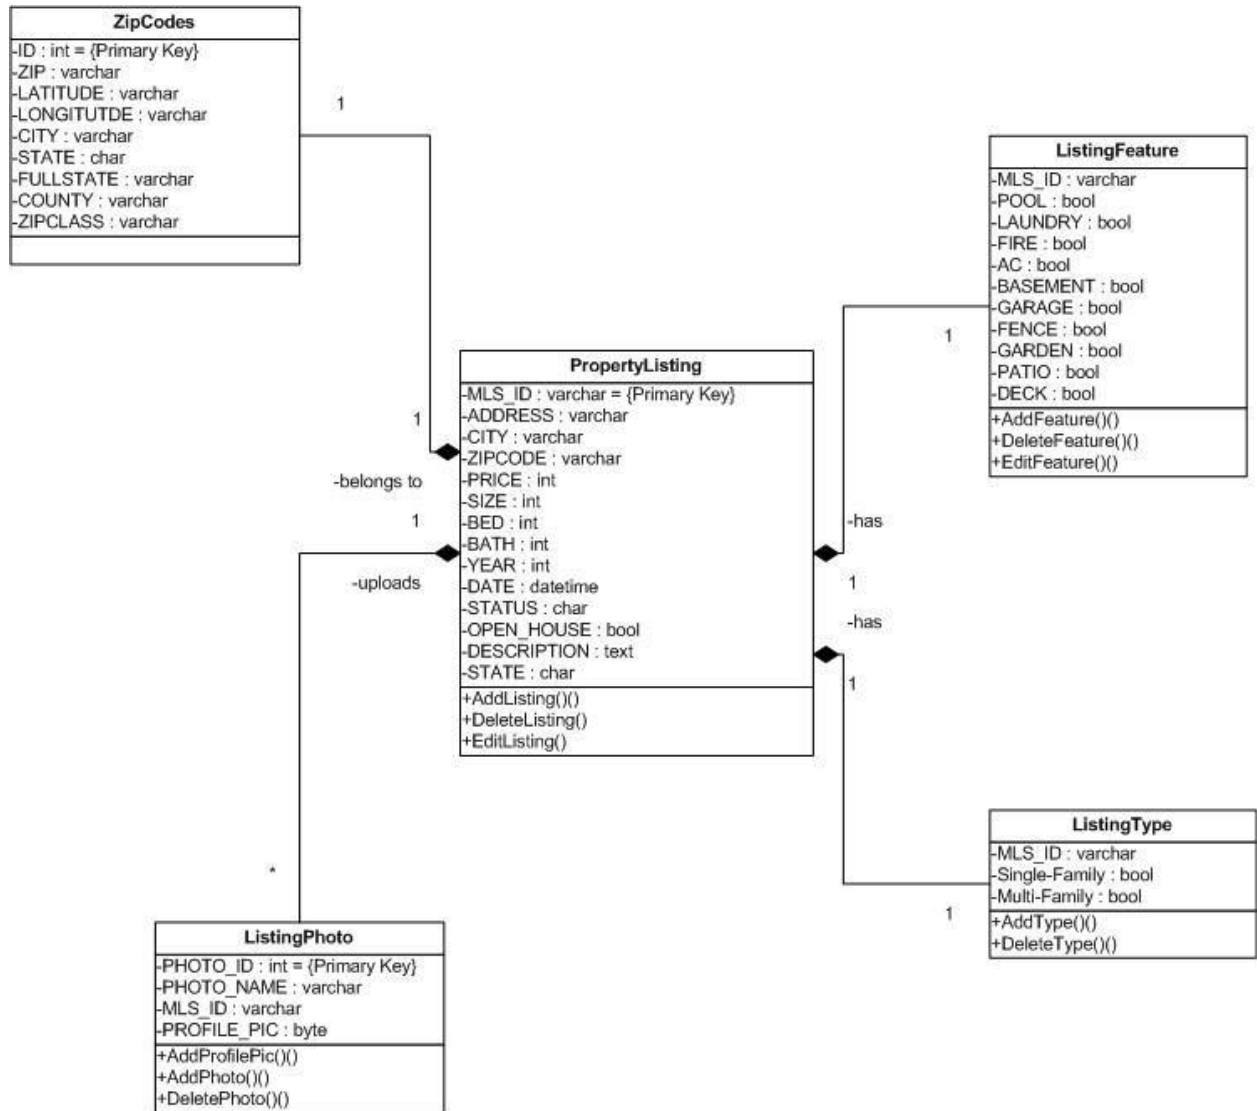 ZipCodes
-ID : int = {Primary Key}
-ZIP : varchar
-LATITUDE : varchar
-LONGITUTDE : varchar
-CITY : varchar
-STATE : char
-FULLSTATE : varchar
-COUNTY : varchar
-ZIPCLASS : varchar
1
ListingFeature
-MLS_ID : varchar
-POOL : bool
-LAUNDRY : bool
-FIRE : bool
-AC : bool
-BASEMENT : bool
-GARAGE : bool
-FENCE : bool
-GARDEN : bool
-PATIO : bool
-DECK : bool
+AddFeature()()
+DeleteFeature()()
+EditFeature()()
1
PropertyListing
-MLS_ID : varchar = {Primary Key}
-ADDRESS : varchar
-CITY : varchar
-ZIPCODE : varchar
-PRICE : int
-SIZE : int
-BED : int
-BATH : int
-YEAR : int
-DATE : datetime
-STATUS : char
-OPEN_HOUSE : bool
-DESCRIPTION : text
-STATE : char
+AddListing()()
+DeleteListing()
+EditListing()
1
-belongs to
1
-uploads
-has
1
-has
1
*
ListingType
-MLS_ID : varchar
-Single-Family : bool
-Multi-Family : bool
+AddType()()
+DeleteType()()
1
ListingPhoto
-PHOTO_ID : int = {Primary Key}
-PHOTO_NAME : varchar
-MLS_ID : varchar
-PROFILE_PIC : byte
+AddProfilePic()()
+AddPhoto()()
+DeletePhoto()()